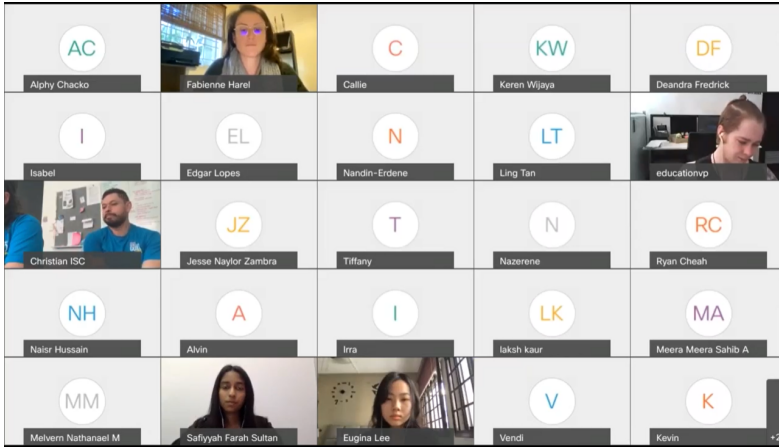 AC
Alphy Chacko
Fabienne Harel
C
Callie
KW
Keren Wijaya
DF
Deandra Fredrick
I
Isabel
EL
Edgar Lopes
N
Nandin-Erdene
LT
Ling Tan
educationvp
Christian ISC
JZ
Jesse Naylor Zambra
T
Tiffany
N
Nazerene
RC
Ryan Cheah
NH
Naisr Hussain
A
Alvin
I
Irra
LK
laksh kaur
MA
Meera Meera Sahib A
MM
Melvern Nathanael M
Safiyyah Farah Sultan
Eugina Lee
V
Vendi
K
Kevin